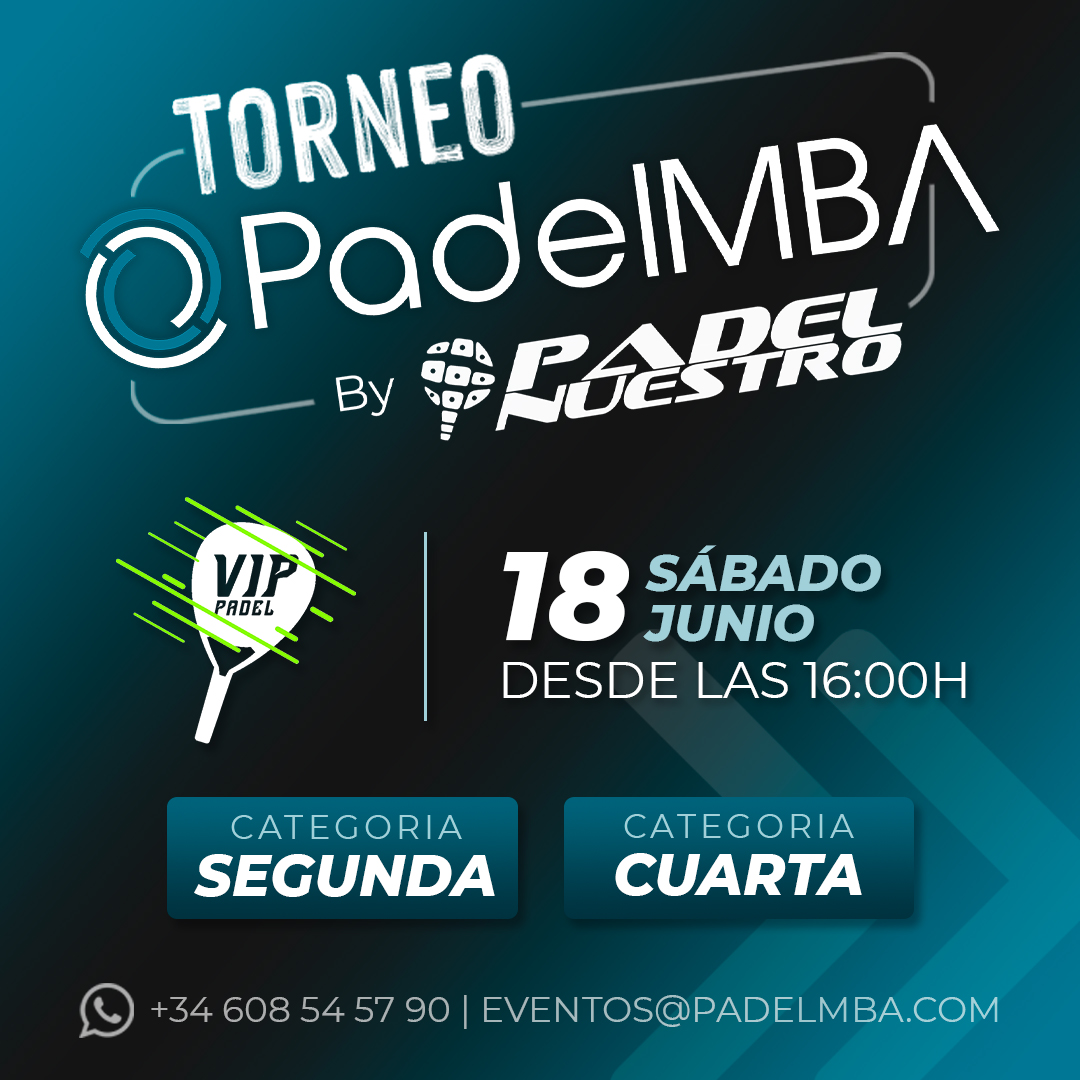 TORNEO
PadelMBA
By PADEL NUESTRO
VIP
PADEL
18 SÁBADO
JUNIO
DESDE LAS 16:00H
CATEGORIA
SEGUNDA
CATEGORIA
CUARTA
+34 608 54 57 90 | EVENTOS@PADELMBA.COM